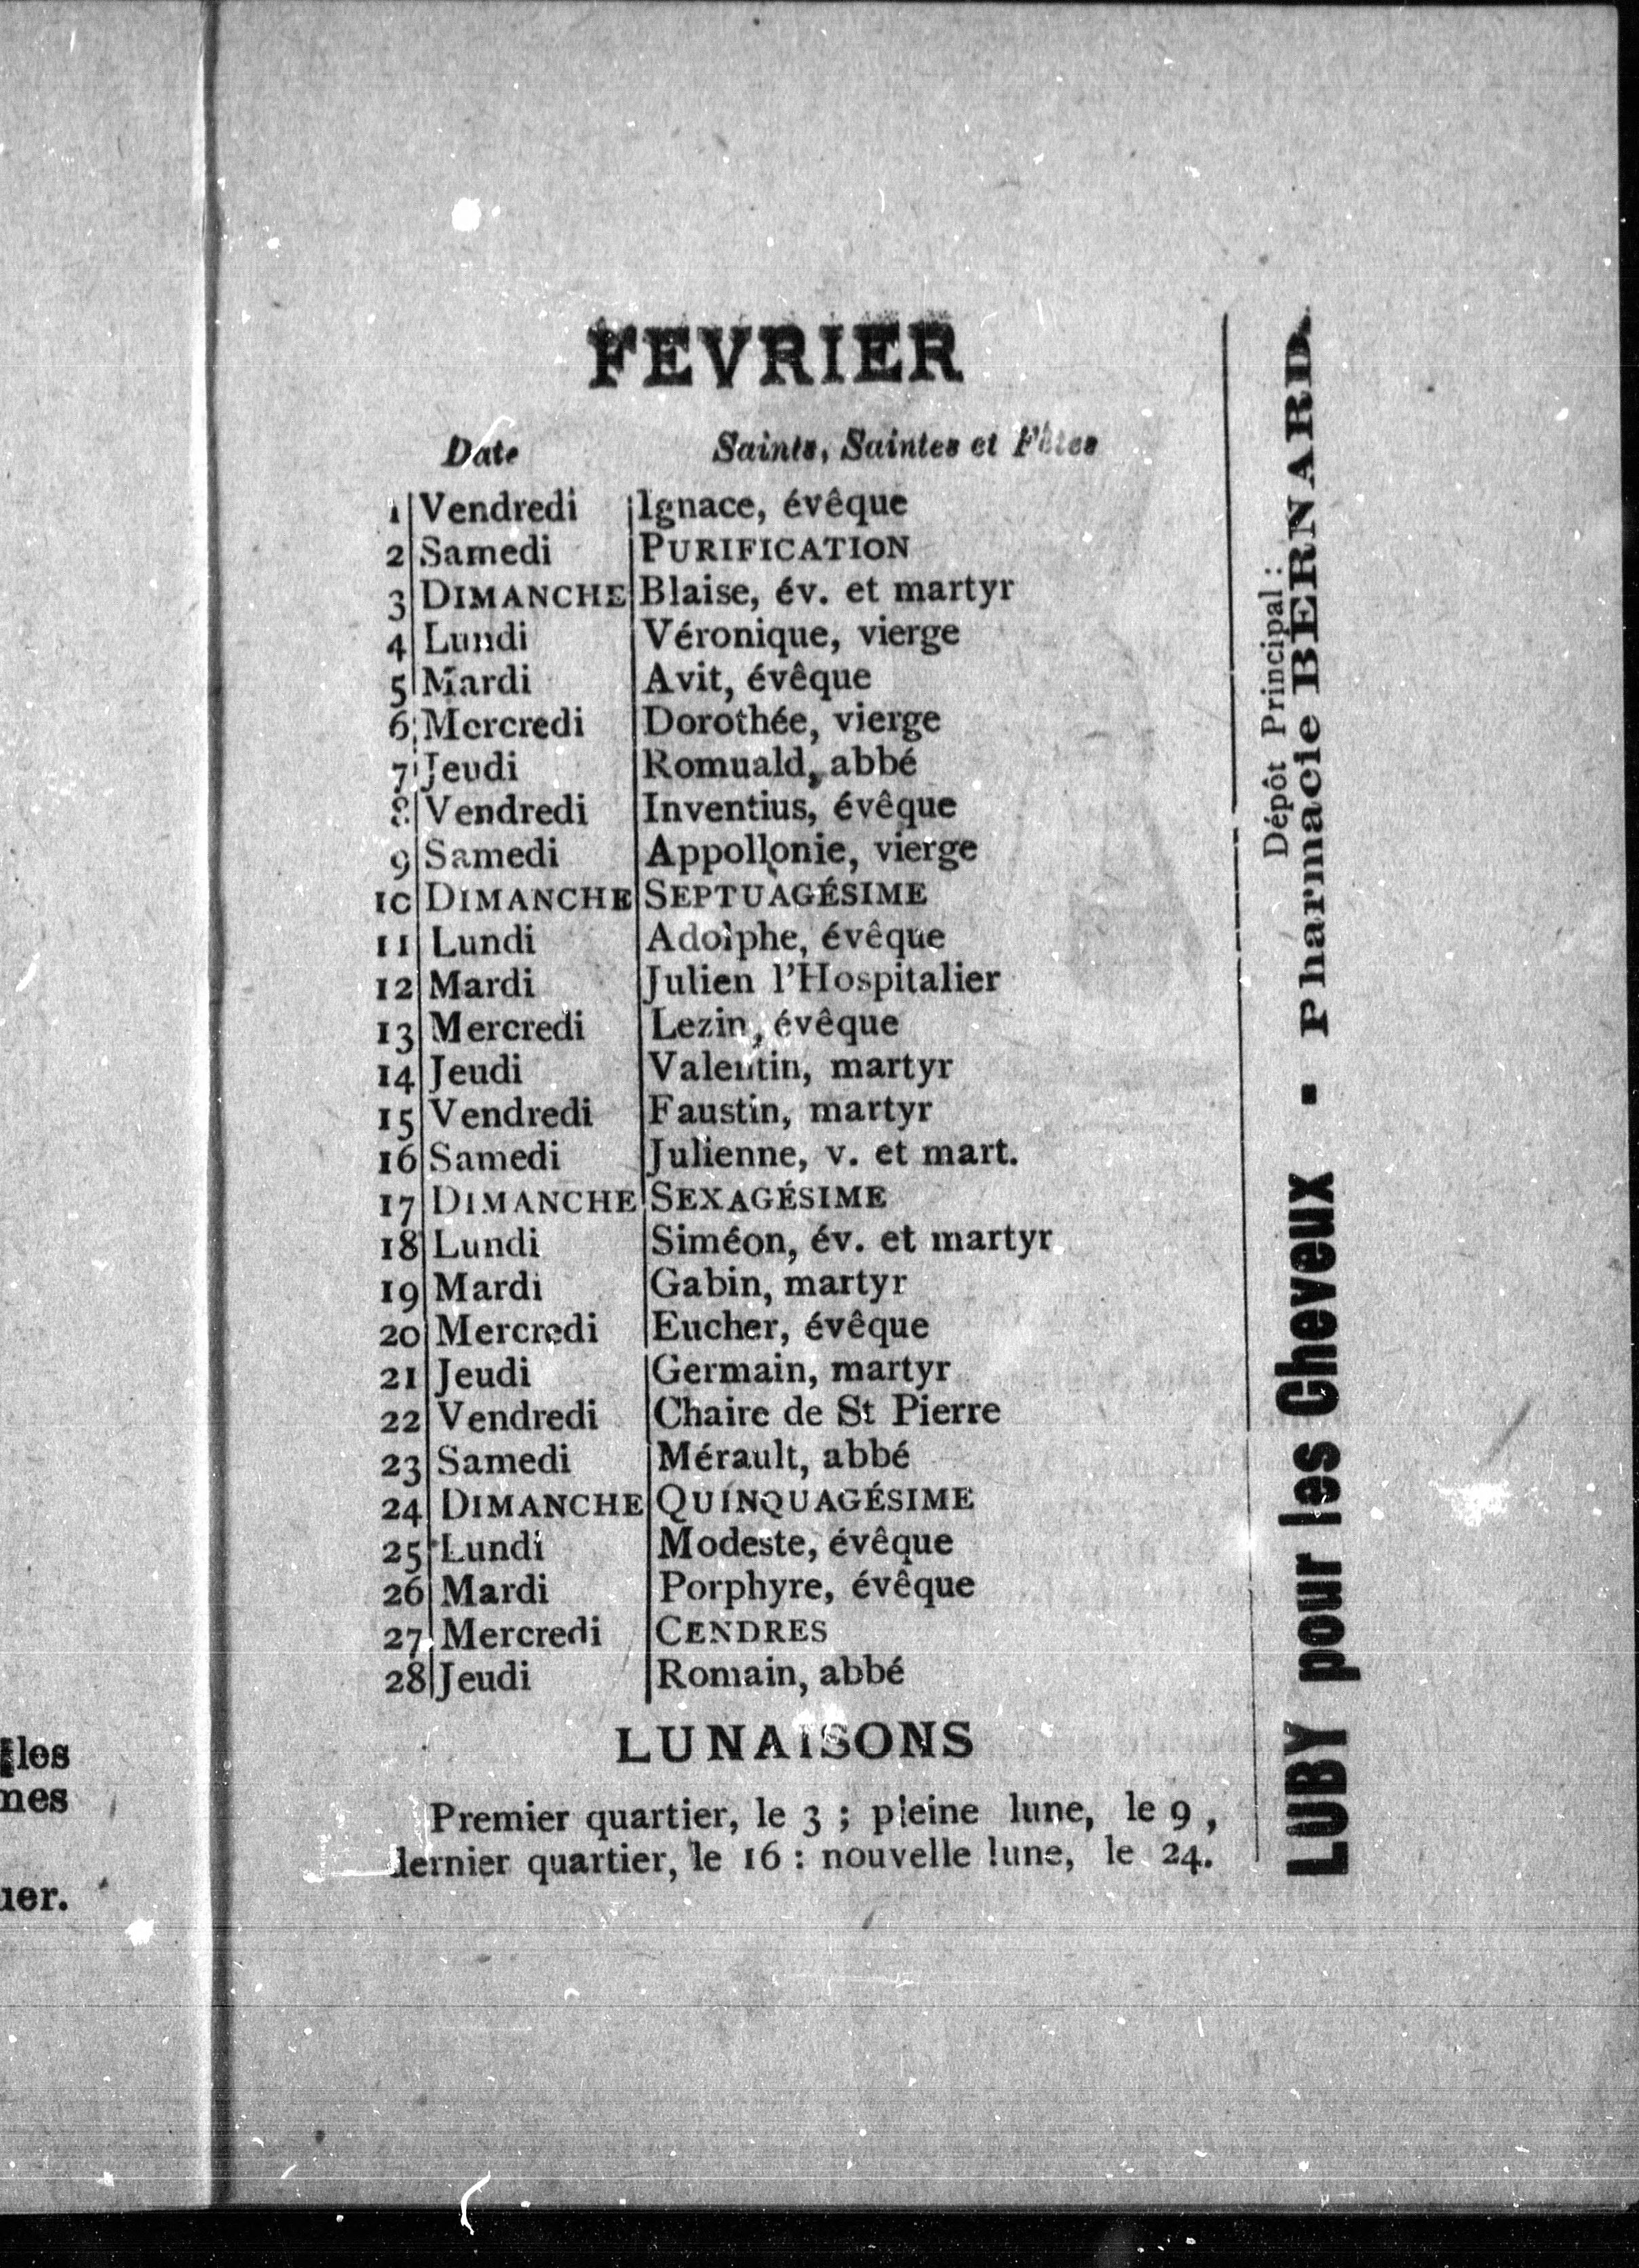 FEVRIER
Date Saints, Saintes et Fêtes
1 Vendredi Ignace, évêque
2 Samedi PURIFICATION
3 DIMANCHE Blaise, év. et martyr
4 Lundi Véronique, vierge
5 Mardi Avit, évêque
6 Mercredi Dorothée, vierge
7 Jeudi Romuald, abbé
8 Vendredi Inventius, évêque
9 Samedi Appollonie, vierge
10 DIMANCHE SEPTUAGÉSIME
11 Lundi Adolphe, évêque
12 Mardi Julien l'Hospitalier
13 Mercredi Lezin, évêque
14 Jeudi Valentin, martyr
15 Vendredi Faustin, martyr
16 Samedi Julienne, v. et mart.
17 DIMANCHE SEXAGÉSIME
18 Lundi Siméon, év. et martyr
19 Mardi Gabin, martyr
20 Mercredi Eucher, évêque
21 Jeudi Germain, martyr
22 Vendredi Chaire de St Pierre
23 Samedi Mérault, abbé
24 DIMANCHE QUINQUAGÉSIME
25 Lundi Modeste, évêque
26 Mardi Porphyre, évêque
27 Mercredi CENDRES
28 Jeudi Romain, abbé
LUNAISONS
Premier quartier, le 3 ; pleine lune, le 9,
dernier quartier, le 16 : nouvelle lune, le 24.
Dépôt Principal :
LUBY pour les Cheveux - Pharmacie BERNARD.
les